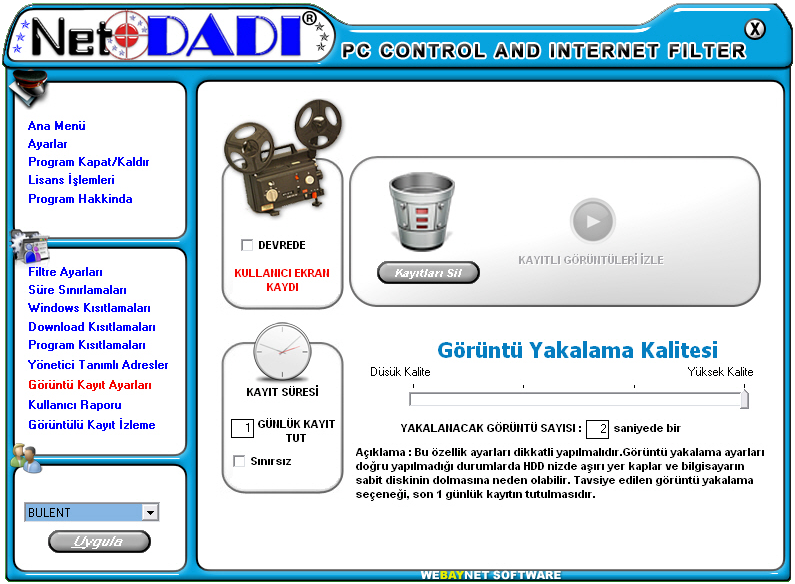 NetDADI®
PC CONTROL AND INTERNET FILTER
X
Ana Menü
Ayarlar
Program Kapat/Kaldır
Lisans İşlemleri
Program Hakkinda
Filtre Ayarları
Süre Sınırlamaları
Windows Kısıtlamaları
Download Kısıtlamaları
Program Kısıtlamaları
Yönetici Tanımlı Adresler
Görüntü Kayıt Ayarları
Kullanıcı Raporu
Görüntülü Kayıt İzleme
BULENT
Uygula
DEVREDE
KULLANICI EKRAN
KAYDI
Kayıtları Sil
KAYITLI GÖRÜNTÜLERİ İZLE
KAYIT SÜRESİ
1 GÜNLÜK KAYIT
TUT
Sınırsız
Görüntü Yakalama Kalitesi
Düsük Kalite
Yüksek Kalite
YAKALANACAK GÖRÜNTÜ SAYISI : 2 saniyede bir
Açıklama : Bu özellik ayarları dikkatli yapılmalıdır.Görüntü yakalama ayarları
doğru yapılmadığı durumlarda HDD nizde aşırı yer kaplar ve bilgisayarın
sabit diskinin dolmasına neden olabilir. Tavsiye edilen görüntü yakalama
seçeneği, son 1 günlük kayıtın tutulmasıdır.
WEBAYNET SOFTWARE